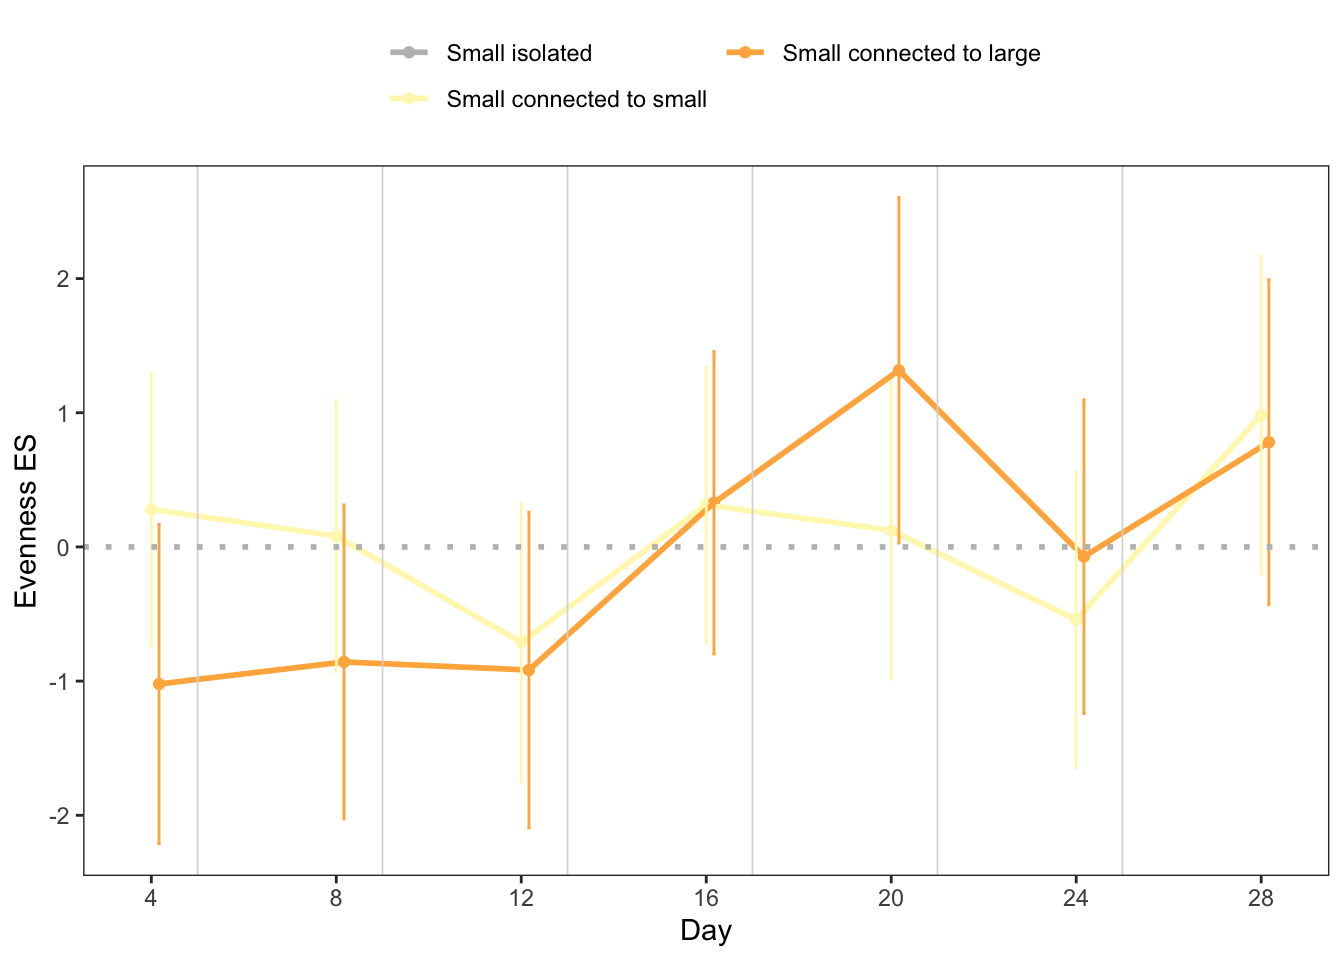 Small isolated
Small connected to large
Small connected to small
Evenness ES
2
1
0
-1
-2
4
8
12
16
20
24
28
Day